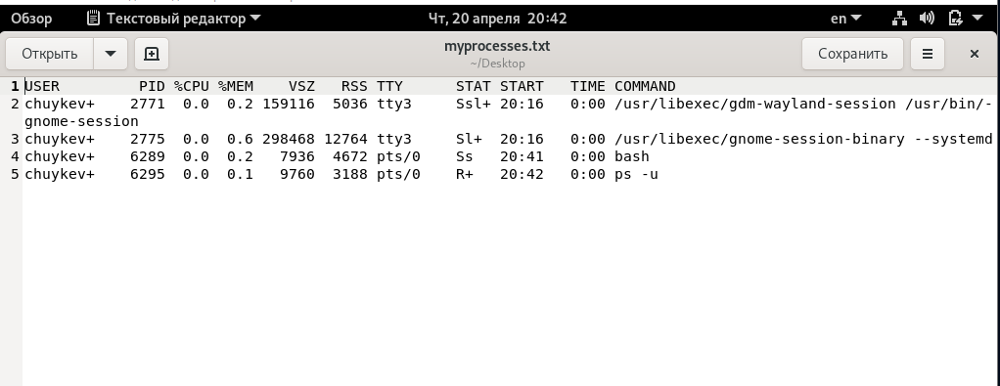 Обзор Текстовый редактор Чт, 20 апреля 20:42 en
Открыть myprocesses.txt Сохранить
~/Desktop
1 USER PID %CPU %MEM VSZ RSS TTY STAT START TIME COMMAND
2 chuykev+ 2771 0.0 0.2 159116 5036 tty3 Ssl+ 20:16 0:00 /usr/libexec/gdm-wayland-session /usr/bin/-
gnome-session
3 chuykev+ 2775 0.0 0.6 298468 12764 tty3 Sl+ 20:16 0:00 /usr/libexec/gnome-session-binary --systemd
4 chuykev+ 6289 0.0 0.2 7936 4672 pts/0 Ss 20:41 0:00 bash
5 chuykev+ 6295 0.0 0.1 9760 3188 pts/0 R+ 20:42 0:00 ps -u